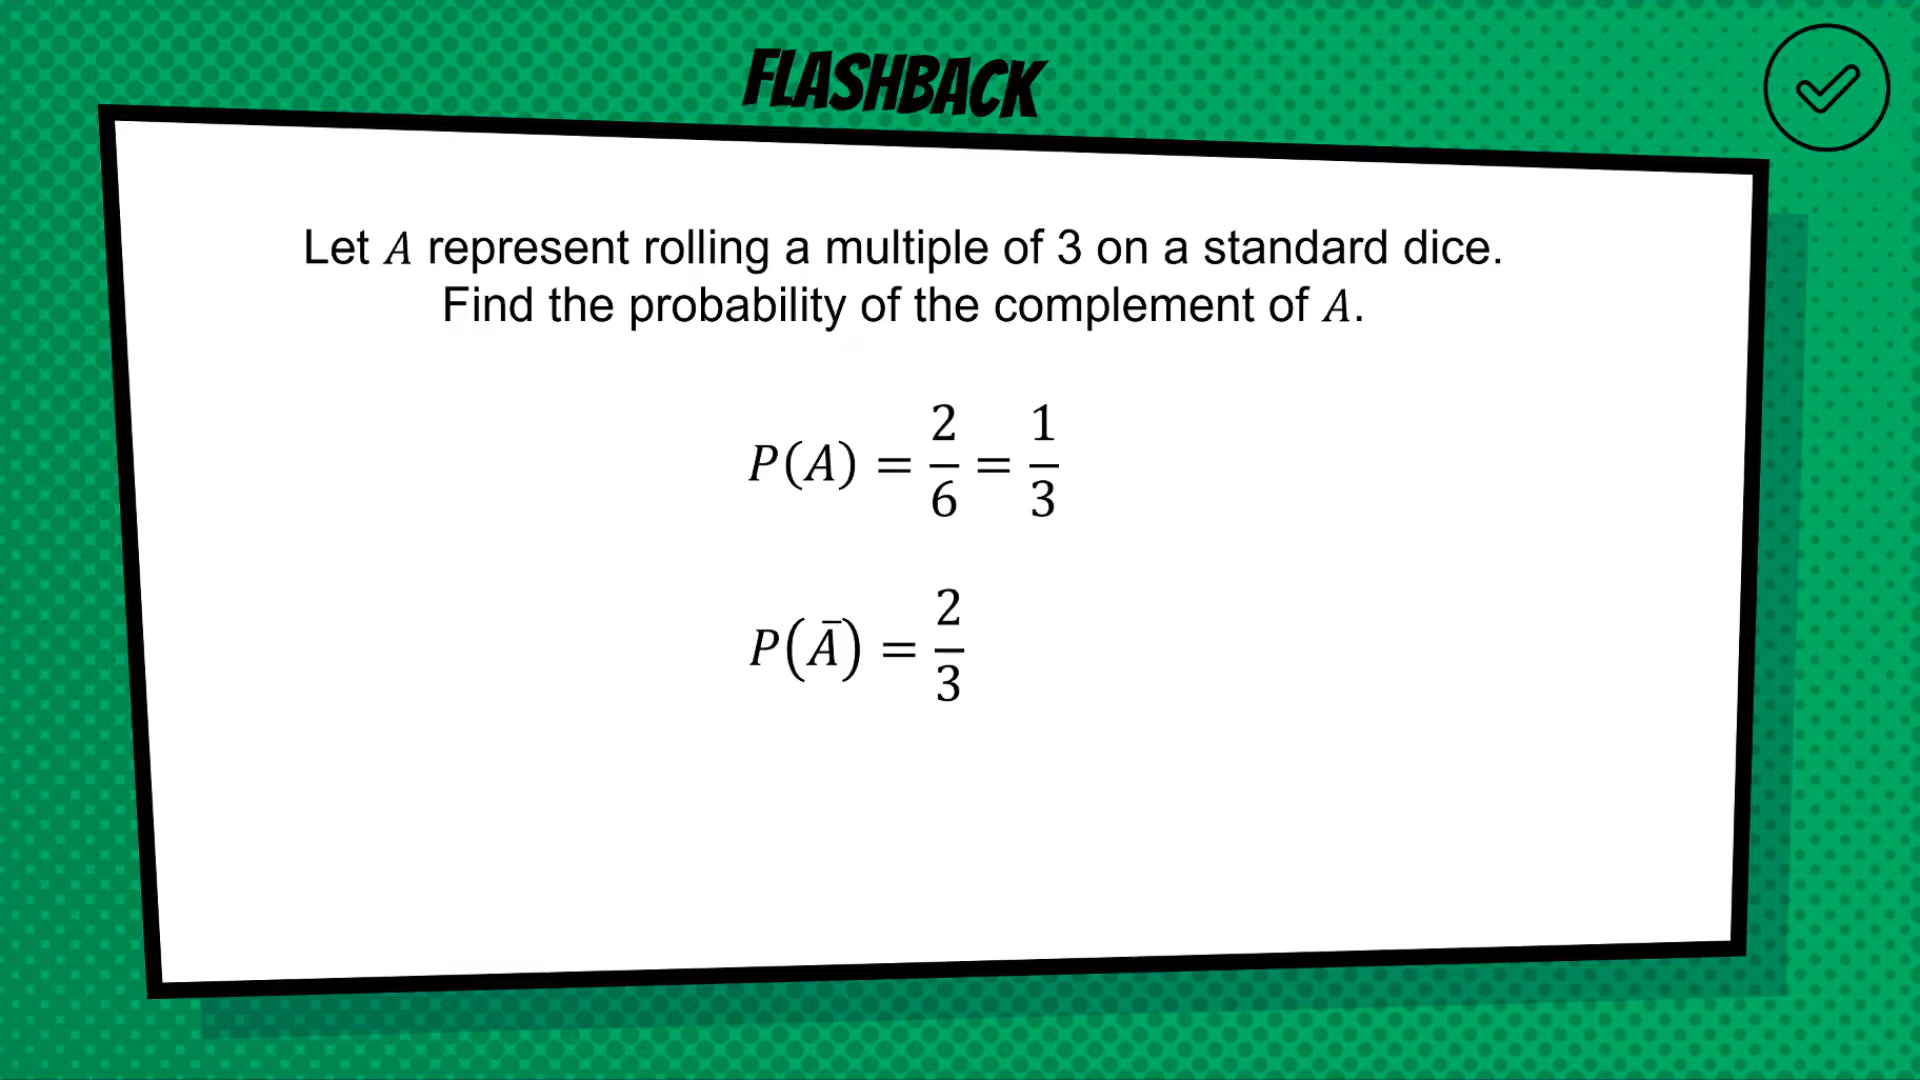 FLASHBACK
Let A represent rolling a multiple of 3 on a standard dice.
Find the probability of the complement of A.
P(A) = 2/6 = 1/3
P(Ā) = 2/3